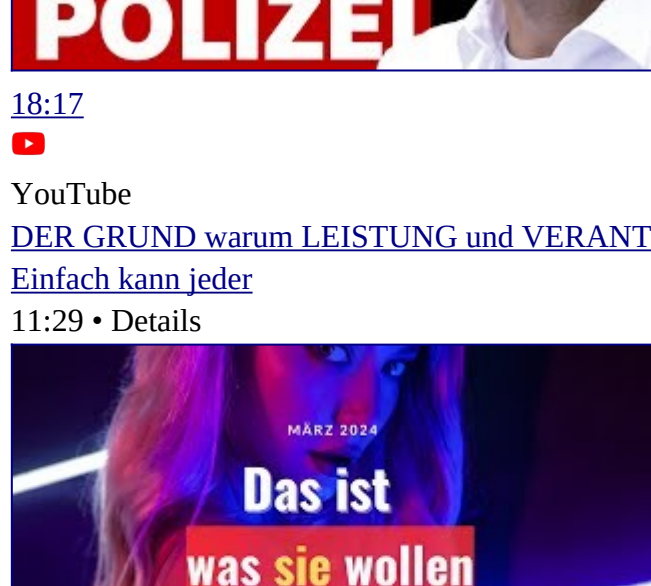 POLIZEI
18:17
YouTube
DER GRUND warum LEISTUNG und VERANT
Einfach kann jeder
11:29 • Details
MÄRZ 2024
Das ist
was sie wollen